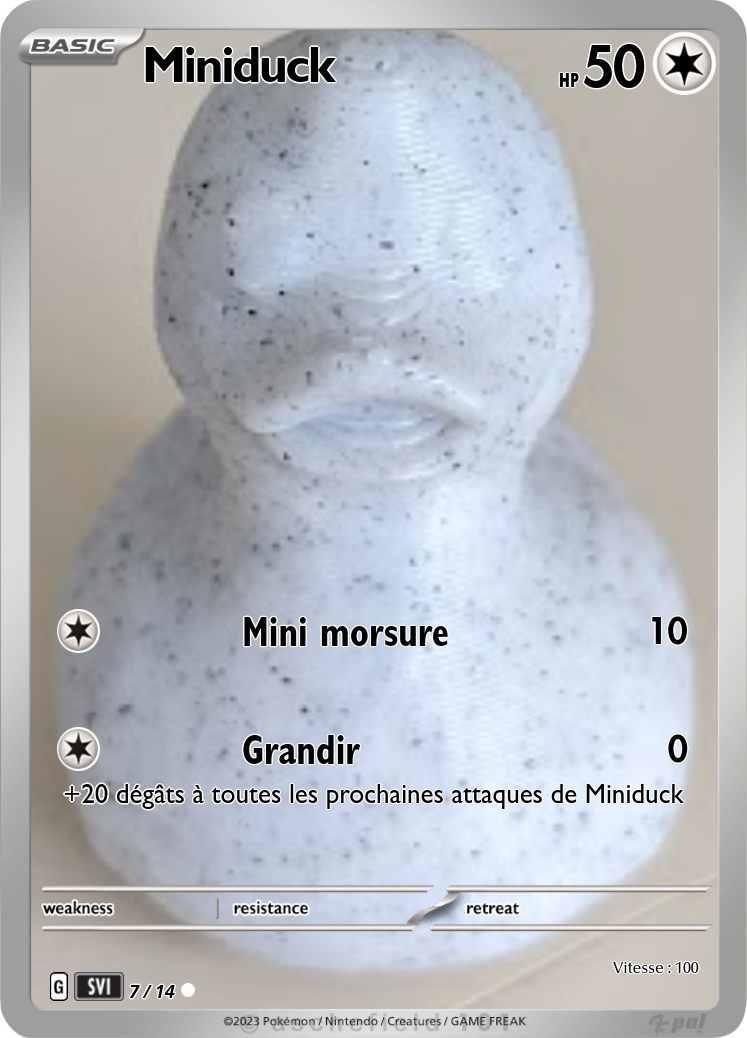 BASIC
Miniduck
HP 50
Mini morsure 10
Grandir 0
+20 dégâts à toutes les prochaines attaques de Miniduck
weakness resistance retreat
Vitesse : 100
G SVI 7 / 14
©2023 Pokémon / Nintendo / Creatures / GAME FREAK